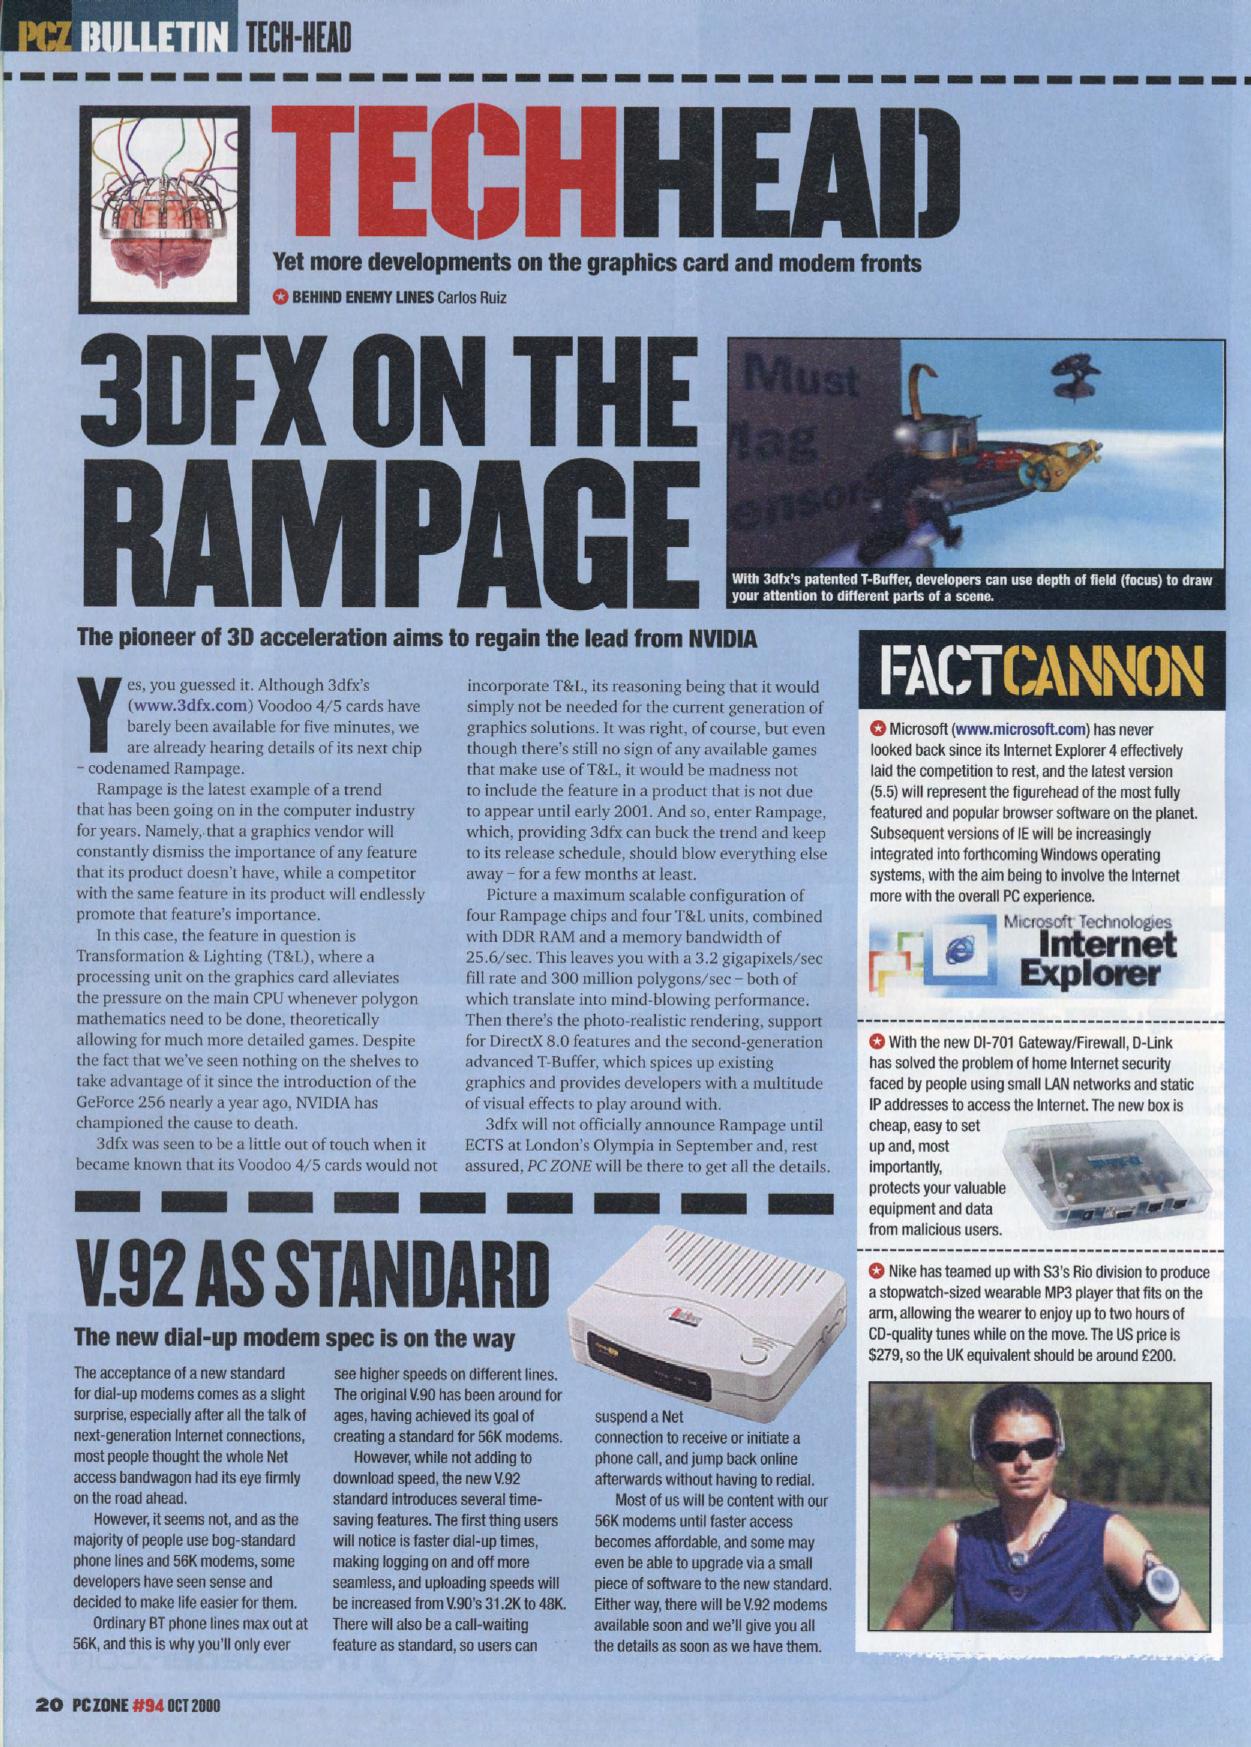 PCZ BULLETIN TECH-HEAD
TECHHEAD
Yet more developments on the graphics card and modem fronts
BEHIND ENEMY LINES Carlos Ruiz
3DFX ON THE
RAMPAGE
Must
ensor
With 3dfx's patented T-Buffer, developers can use depth of field (focus) to draw
your attention to different parts of a scene.
The pioneer of 3D acceleration aims to regain the lead from NVIDIA
Yes, you guessed it. Although 3dfx's
(www.3dfx.com) Voodoo 4/5 cards have
barely been available for five minutes, we
are already hearing details of its next chip
– codenamed Rampage.
Rampage is the latest example of a trend
that has been going on in the computer industry
for years. Namely, that a graphics vendor will
constantly dismiss the importance of any feature
that its product doesn't have, while a competitor
with the same feature in its product will endlessly
promote that feature's importance.
In this case, the feature in question is
Transformation & Lighting (T&L), where a
processing unit on the graphics card alleviates
the pressure on the main CPU whenever polygon
mathematics need to be done, theoretically
allowing for much more detailed games. Despite
the fact that we've seen nothing on the shelves to
take advantage of it since the introduction of the
GeForce 256 nearly a year ago, NVIDIA has
championed the cause to death.
3dfx was seen to be a little out of touch when it
became known that its Voodoo 4/5 cards would not
incorporate T&L, its reasoning being that it would
simply not be needed for the current generation of
graphics solutions. It was right, of course, but even
though there's still no sign of any available games
that make use of T&L, it would be madness not
to include the feature in a product that is not due
to appear until early 2001. And so, enter Rampage,
which, providing 3dfx can buck the trend and keep
to its release schedule, should blow everything else
away – for a few months at least.
Picture a maximum scalable configuration of
four Rampage chips and four T&L units, combined
with DDR RAM and a memory bandwidth of
25.6/sec. This leaves you with a 3.2 gigapixels/sec
fill rate and 300 million polygons/sec – both of
which translate into mind-blowing performance.
Then there's the photo-realistic rendering, support
for DirectX 8.0 features and the second-generation
advanced T-Buffer, which spices up existing
graphics and provides developers with a multitude
of visual effects to play around with.
3dfx will not officially announce Rampage until
ECTS at London's Olympia in September and, rest
assured, PC ZONE will be there to get all the details.
FACTCANNON
Microsoft (www.microsoft.com) has never
looked back since its Internet Explorer 4 effectively
laid the competition to rest, and the latest version
(5.5) will represent the figurehead of the most fully
featured and popular browser software on the planet.
Subsequent versions of IE will be increasingly
integrated into forthcoming Windows operating
systems, with the aim being to involve the Internet
more with the overall PC experience.
Microsoft Technologies
Internet
Explorer
With the new DI-701 Gateway/Firewall, D-Link
has solved the problem of home Internet security
faced by people using small LAN networks and static
IP addresses to access the Internet. The new box is
cheap, easy to set
up and, most
importantly,
protects your valuable
equipment and data
from malicious users.
Nike has teamed up with S3's Rio division to produce
a stopwatch-sized wearable MP3 player that fits on the
arm, allowing the wearer to enjoy up to two hours of
CD-quality tunes while on the move. The US price is
$279, so the UK equivalent should be around £200.
V.92 AS STANDARD
The new dial-up modem spec is on the way
The acceptance of a new standard
for dial-up modems comes as a slight
surprise, especially after all the talk of
next-generation Internet connections,
most people thought the whole Net
access bandwagon had its eye firmly
on the road ahead.
However, it seems not, and as the
majority of people use bog-standard
phone lines and 56K modems, some
developers have seen sense and
decided to make life easier for them.
Ordinary BT phone lines max out at
56K, and this is why you'll only ever
see higher speeds on different lines.
The original V.90 has been around for
ages, having achieved its goal of
creating a standard for 56K modems.
However, while not adding to
download speed, the new V.92
standard introduces several time-
saving features. The first thing users
will notice is faster dial-up times,
making logging on and off more
seamless, and uploading speeds will
be increased from V.90's 31.2K to 48K.
There will also be a call-waiting
feature as standard, so users can
suspend a Net
connection to receive or initiate a
phone call, and jump back online
afterwards without having to redial.
Most of us will be content with our
56K modems until faster access
becomes affordable, and some may
even be able to upgrade via a small
piece of software to the new standard.
Either way, there will be V.92 modems
available soon and we'll give you all
the details as soon as we have them.
20 PCZONE #94 OCT 2000